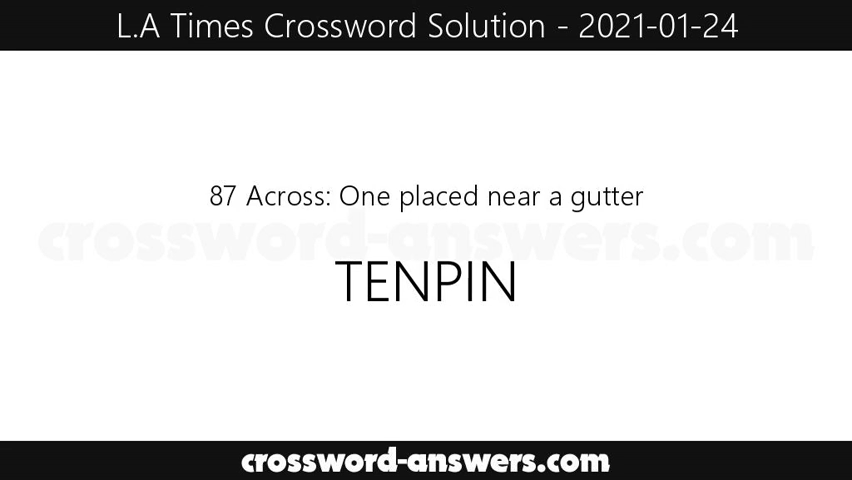 L.A Times Crossword Solution - 2021-01-24
87 Across: One placed near a gutter
crossword-answers.com
TENPIN
crossword-answers.com